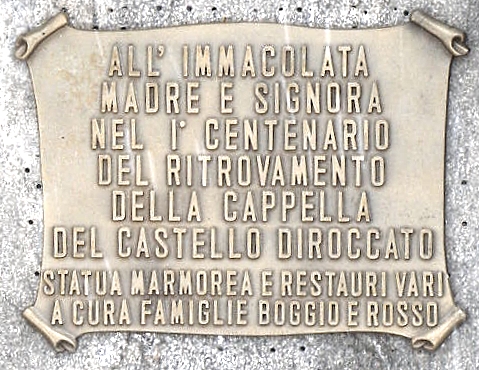 ALL' IMMACOLATA
MADRE E SIGNORA
NEL 1° CENTENARIO
DEL RITROVAMENTO
DELLA CAPPELLA
DEL CASTELLO DIROCCATO
STATUA MARMOREA E RESTAURI VARI
A CURA FAMIGLIE BOGGIO E ROSSO